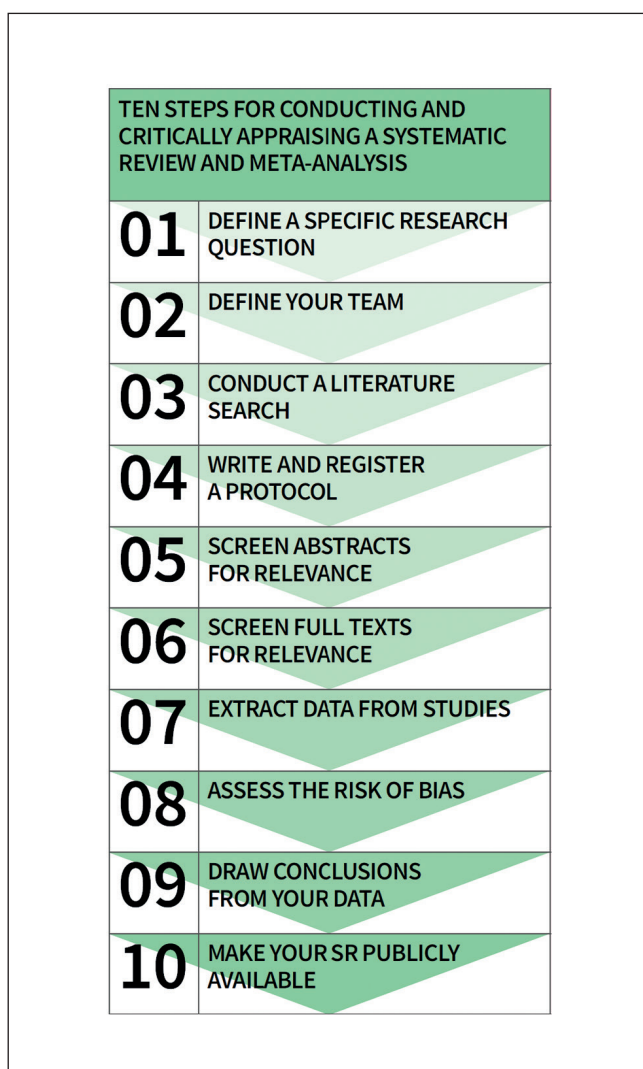 TEN STEPS FOR CONDUCTING AND
CRITICALLY APPRAISING A SYSTEMATIC
REVIEW AND META-ANALYSIS
01 DEFINE A SPECIFIC RESEARCH
QUESTION
02 DEFINE YOUR TEAM
03 CONDUCT A LITERATURE
SEARCH
04 WRITE AND REGISTER
A PROTOCOL
05 SCREEN ABSTRACTS
FOR RELEVANCE
06 SCREEN FULL TEXTS
FOR RELEVANCE
07 EXTRACT DATA FROM STUDIES
08 ASSESS THE RISK OF BIAS
09 DRAW CONCLUSIONS
FROM YOUR DATA
10 MAKE YOUR SR PUBLICLY
AVAILABLE